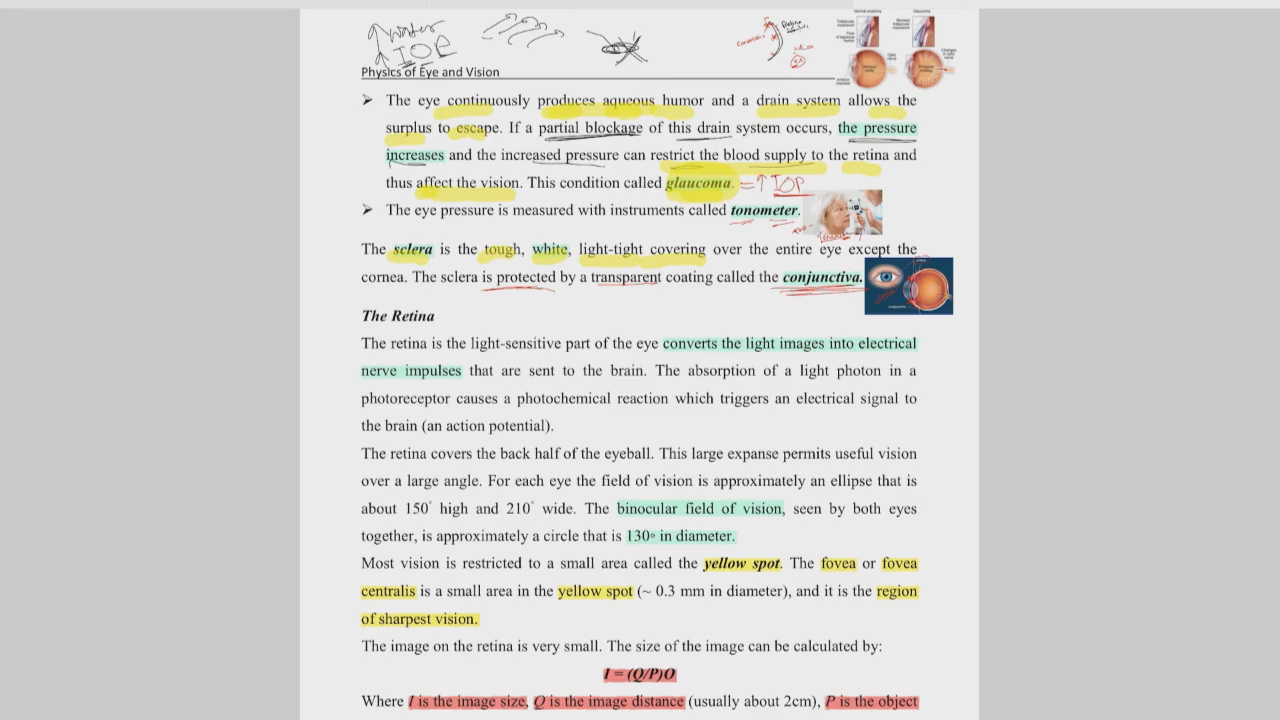 ↑ water
↑ IOP
Retina
Normal anatomy
Glaucoma
Physics of Eye and Vision
➢ The eye continuously produces aqueous humor and a drain system allows the
surplus to escape. If a partial blockage of this drain system occurs, the pressure
increases and the increased pressure can restrict the blood supply to the retina and
thus affect the vision. This condition called glaucoma. = ↑ IOP
➢ The eye pressure is measured with instruments called tonometer.
The sclera is the tough, white, light-tight covering over the entire eye except the
cornea. The sclera is protected by a transparent coating called the conjunctiva.
The Retina
The retina is the light-sensitive part of the eye converts the light images into electrical
nerve impulses that are sent to the brain. The absorption of a light photon in a
photoreceptor causes a photochemical reaction which triggers an electrical signal to
the brain (an action potential).
The retina covers the back half of the eyeball. This large expanse permits useful vision
over a large angle. For each eye the field of vision is approximately an ellipse that is
about 150° high and 210° wide. The binocular field of vision, seen by both eyes
together, is approximately a circle that is 130° in diameter.
Most vision is restricted to a small area called the yellow spot. The fovea or fovea
centralis is a small area in the yellow spot (~ 0.3 mm in diameter), and it is the region
of sharpest vision.
The image on the retina is very small. The size of the image can be calculated by:
I = (Q/P)O
Where I is the image size, Q is the image distance (usually about 2cm), P is the object